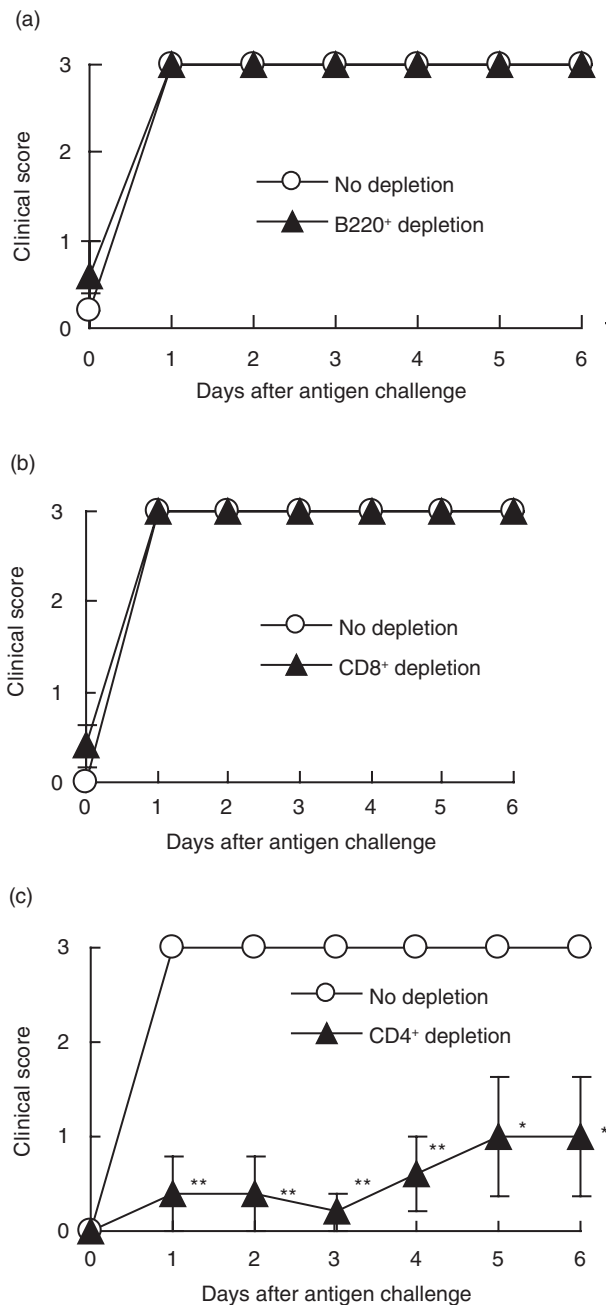 (a)
3
2
1
0
Clinical score
No depletion
B220⁺ depletion
0 1 2 3 4 5 6
Days after antigen challenge
(b)
3
2
1
0
Clinical score
No depletion
CD8⁺ depletion
0 1 2 3 4 5 6
Days after antigen challenge
(c)
3
2
1
0
Clinical score
No depletion
CD4⁺ depletion
** ** ** ** * *
0 1 2 3 4 5 6
Days after antigen challenge